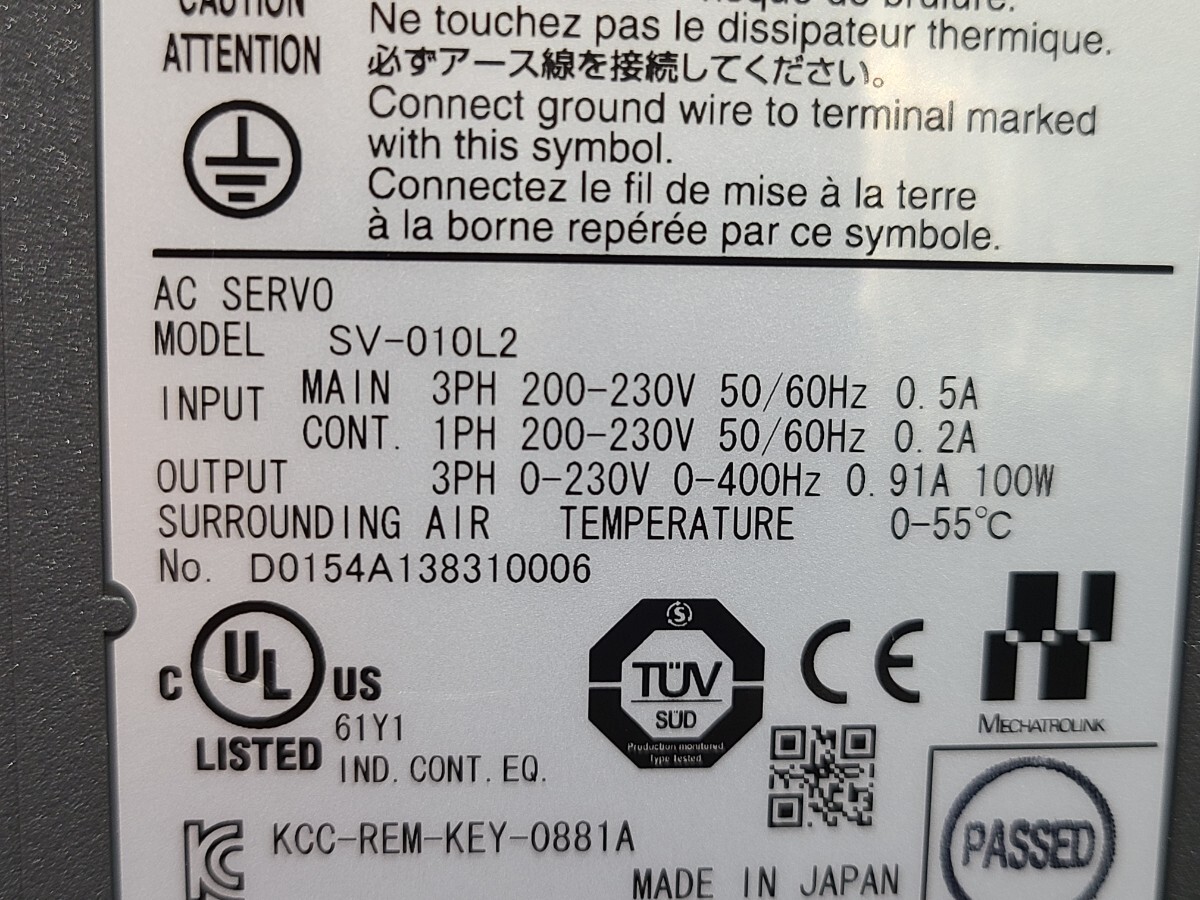 CAUTION
ATTENTION
Ne touchez pas le dissipateur thermique.
必ずアース線を接続してください。
Connect ground wire to terminal marked
with this symbol.
Connectez le fil de mise à la terre
à la borne repérée par ce symbole.
AC SERVO
MODEL SV-010L2
INPUT MAIN 3PH 200-230V 50/60Hz 0.5A
CONT. 1PH 200-230V 50/60Hz 0.2A
OUTPUT 3PH 0-230V 0-400Hz 0.91A 100W
SURROUNDING AIR TEMPERATURE 0-55℃
No. D0154A138310006
C UL US
LISTED
61Y1
IND. CONT. EQ.
S
TÜV
SÜD
Production monitored
Type tested
CE
MECHATROLINK
KCC-REM-KEY-0881A
MADE IN JAPAN
PASSED